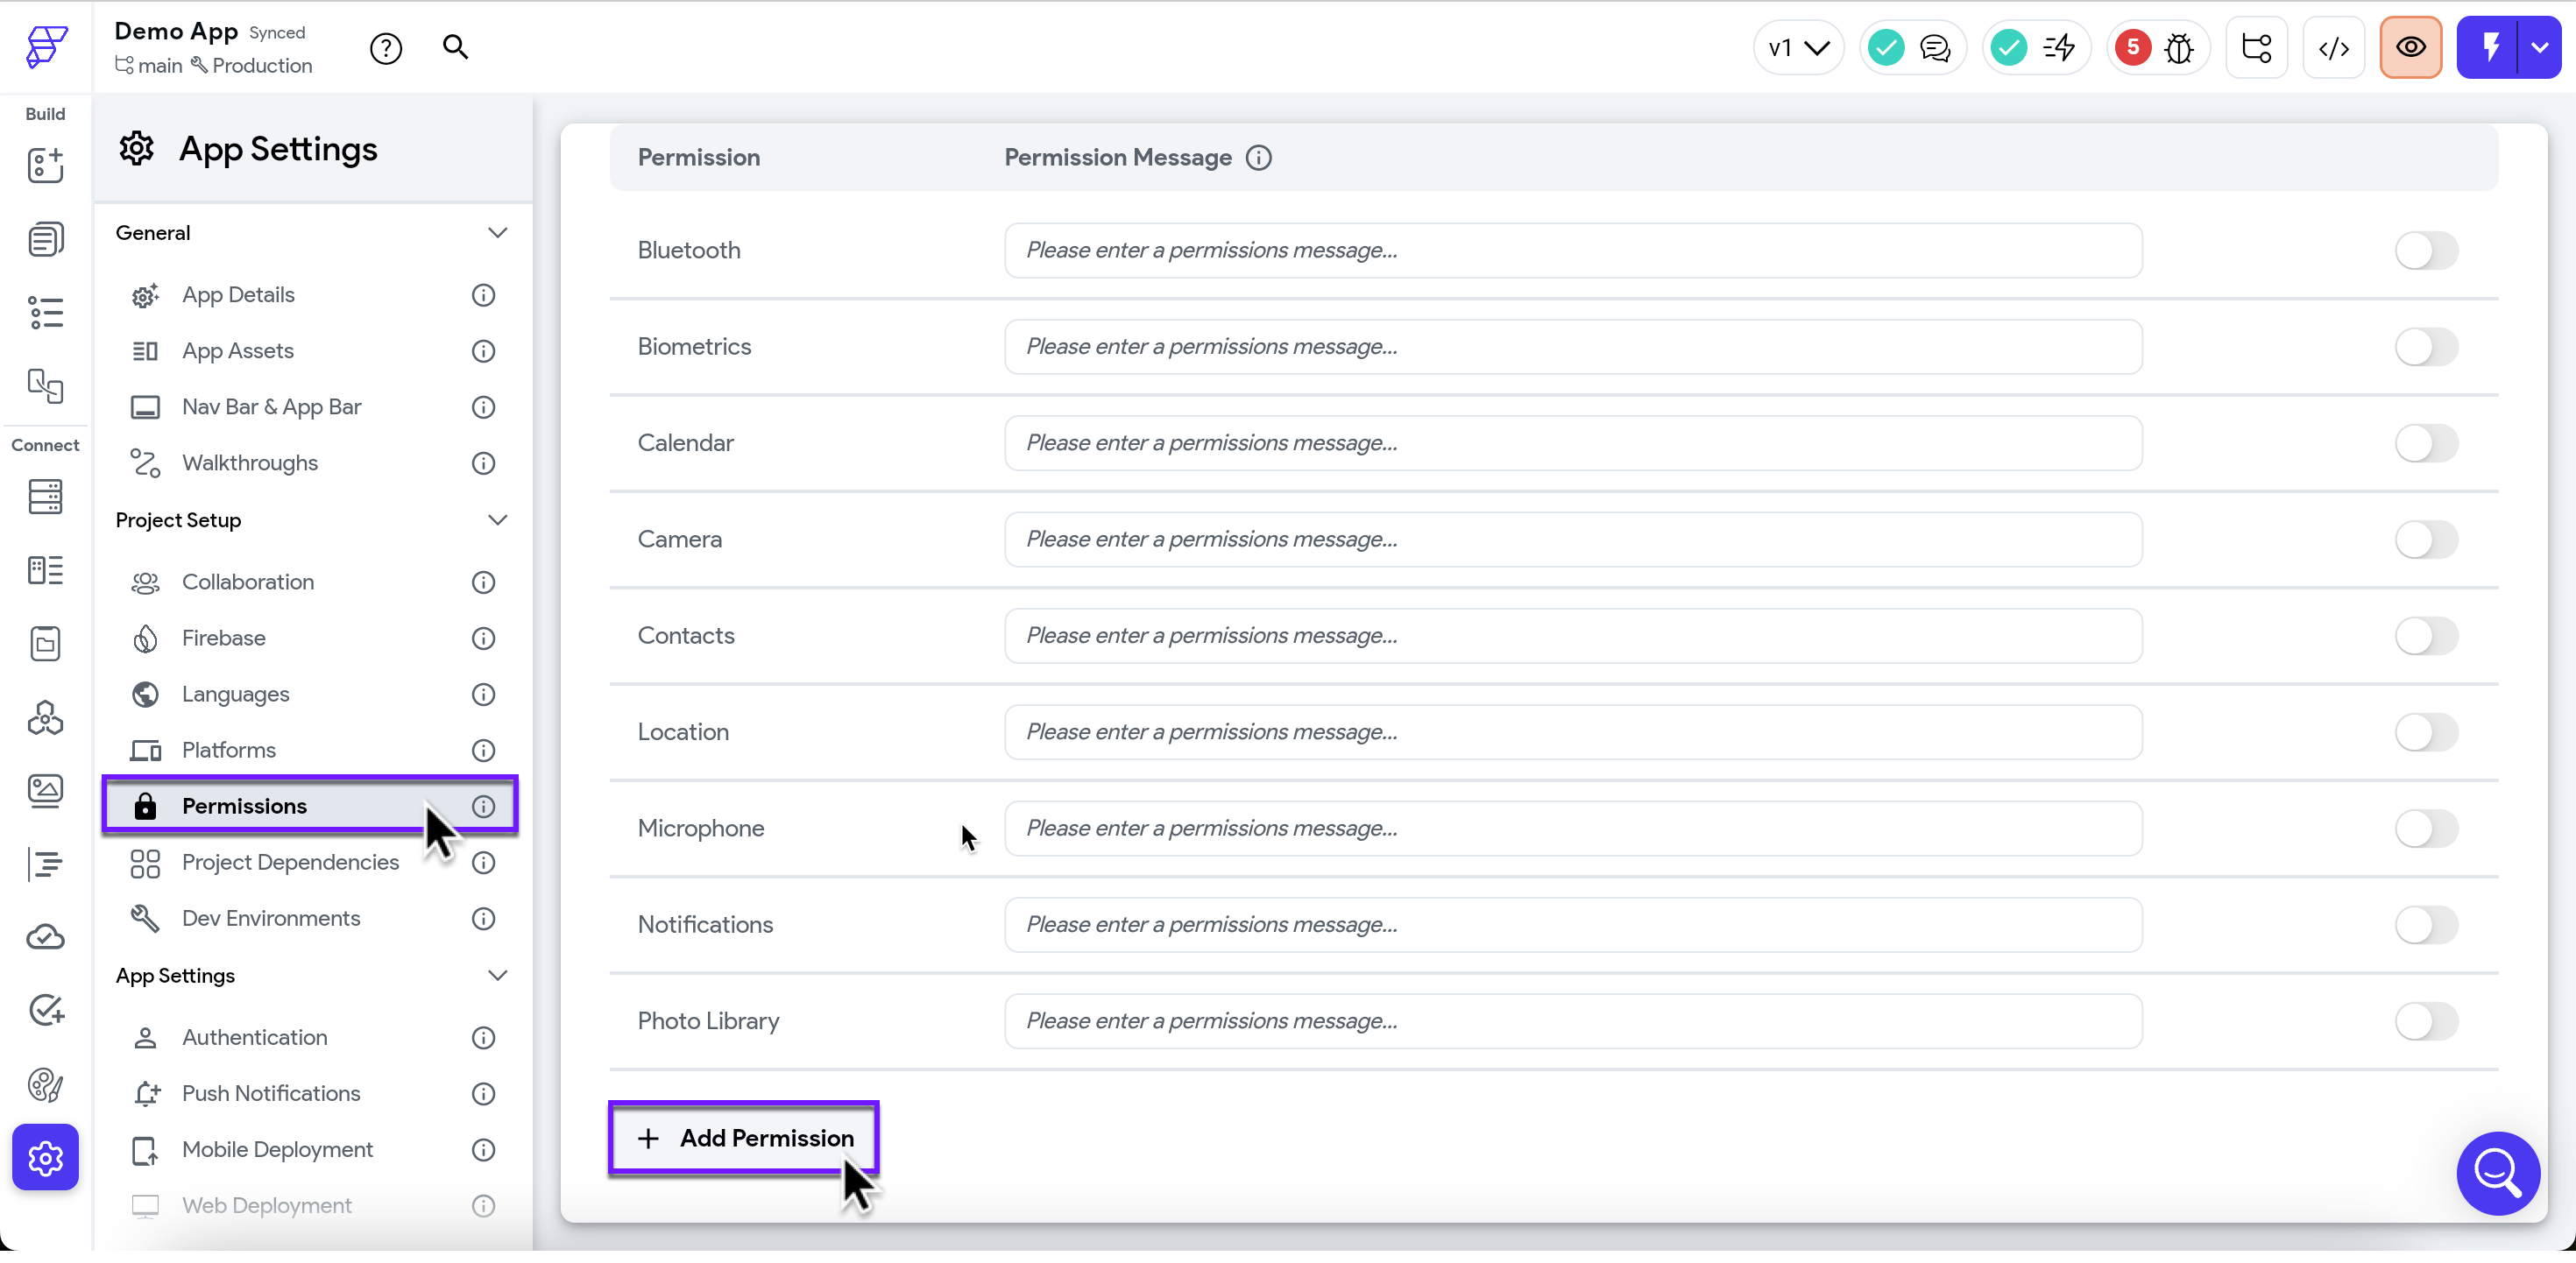 Demo App Synced
main Production
v1
5
Build
Connect
App Settings
General
App Details
App Assets
Nav Bar & App Bar
Walkthroughs
Project Setup
Collaboration
Firebase
Languages
Platforms
Permissions
Project Dependencies
Dev Environments
App Settings
Authentication
Push Notifications
Mobile Deployment
Web Deployment
Permission Permission Message
Bluetooth Please enter a permissions message...
Biometrics Please enter a permissions message...
Calendar Please enter a permissions message...
Camera Please enter a permissions message...
Contacts Please enter a permissions message...
Location Please enter a permissions message...
Microphone Please enter a permissions message...
Notifications Please enter a permissions message...
Photo Library Please enter a permissions message...
+ Add Permission